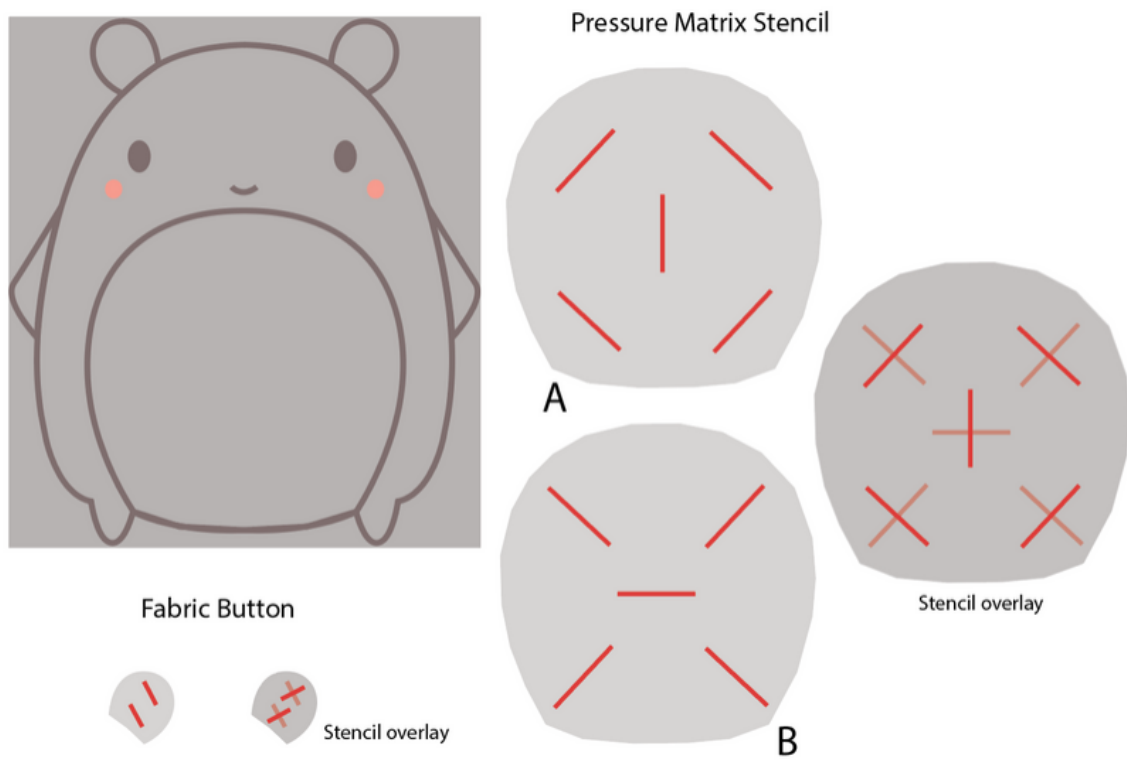 Pressure Matrix Stencil
A
Stencil overlay
Fabric Button
Stencil overlay
B